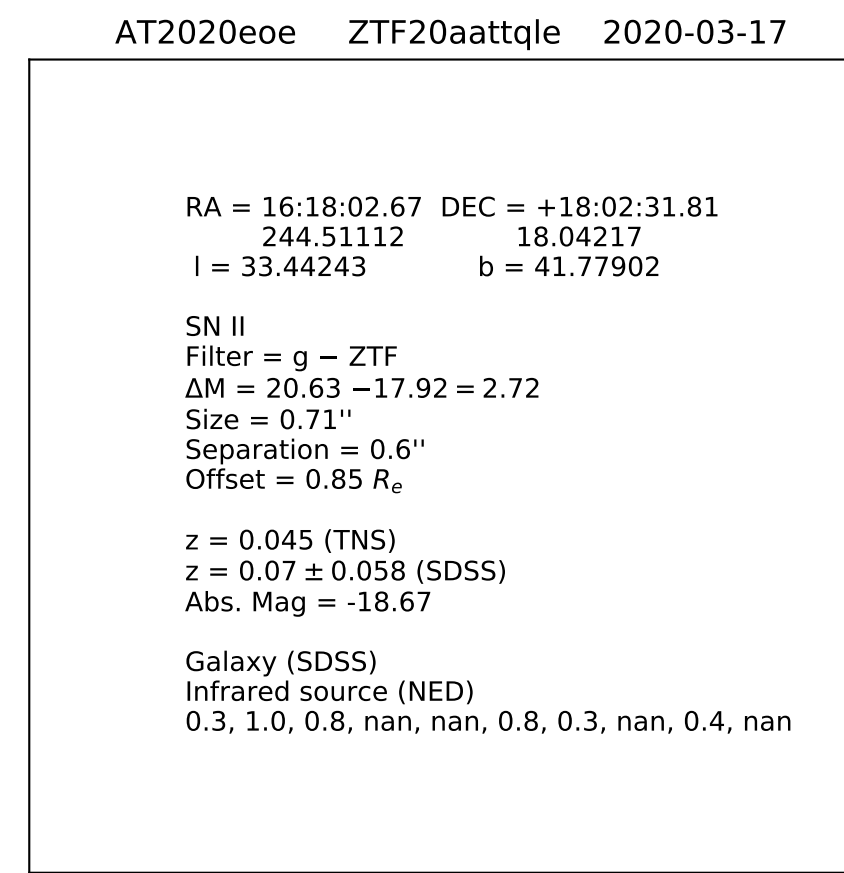 AT2020eoe ZTF20aattqle 2020-03-17
RA = 16:18:02.67 DEC = +18:02:31.81
244.51112 18.04217
l = 33.44243 b = 41.77902
SN II
Filter = g − ZTF
ΔM = 20.63 −17.92 = 2.72
Size = 0.71''
Separation = 0.6''
Offset = 0.85 Rₑ
z = 0.045 (TNS)
z = 0.07 ± 0.058 (SDSS)
Abs. Mag = -18.67
Galaxy (SDSS)
Infrared source (NED)
0.3, 1.0, 0.8, nan, nan, 0.8, 0.3, nan, 0.4, nan